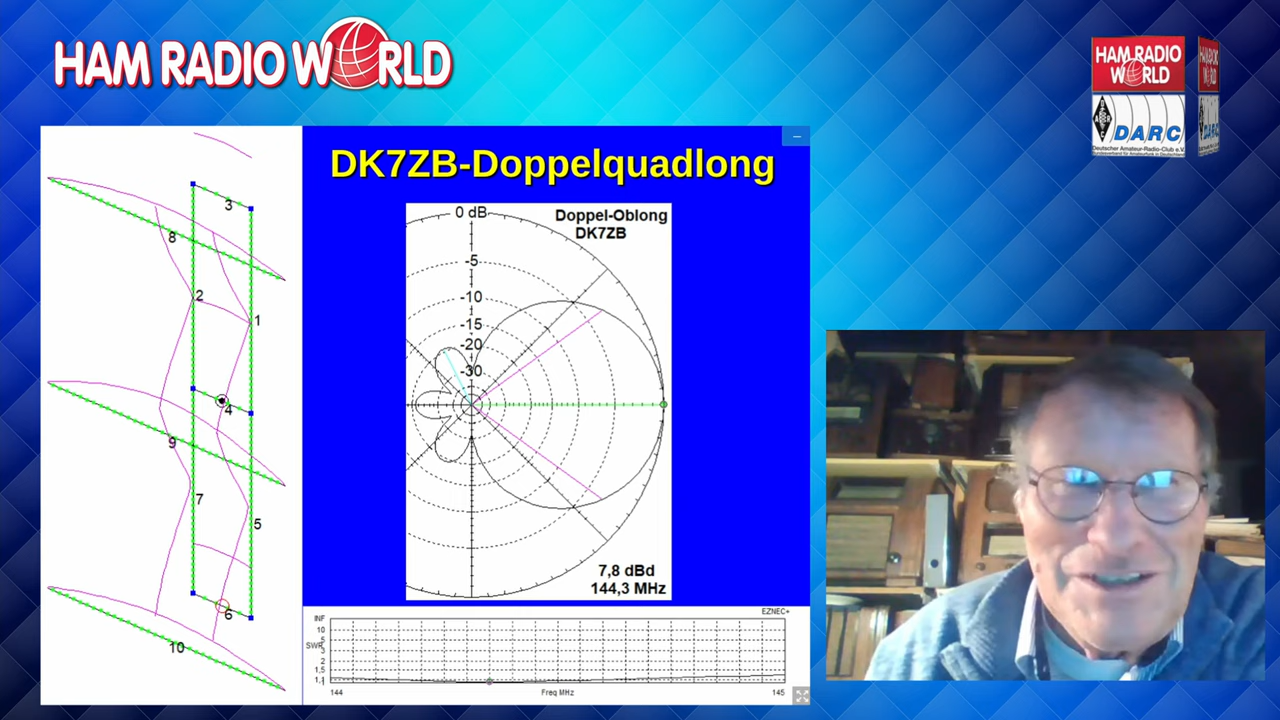 HAM RADIO WORLD
HAM RADIO
WORLD
DARC
Deutscher Amateur-Radio-Club e.V.
DK7ZB-Doppelquadlong
0 dB
Doppel-Oblong
DK7ZB
-5
-10
-15
-20
-30
7,8 dBd
144,3 MHz
3
8
2
1
4
9
7
5
6
10
EZNEC+
INF
10
5
SWR
3
2
1,5
1,1
144
Freq MHz
145